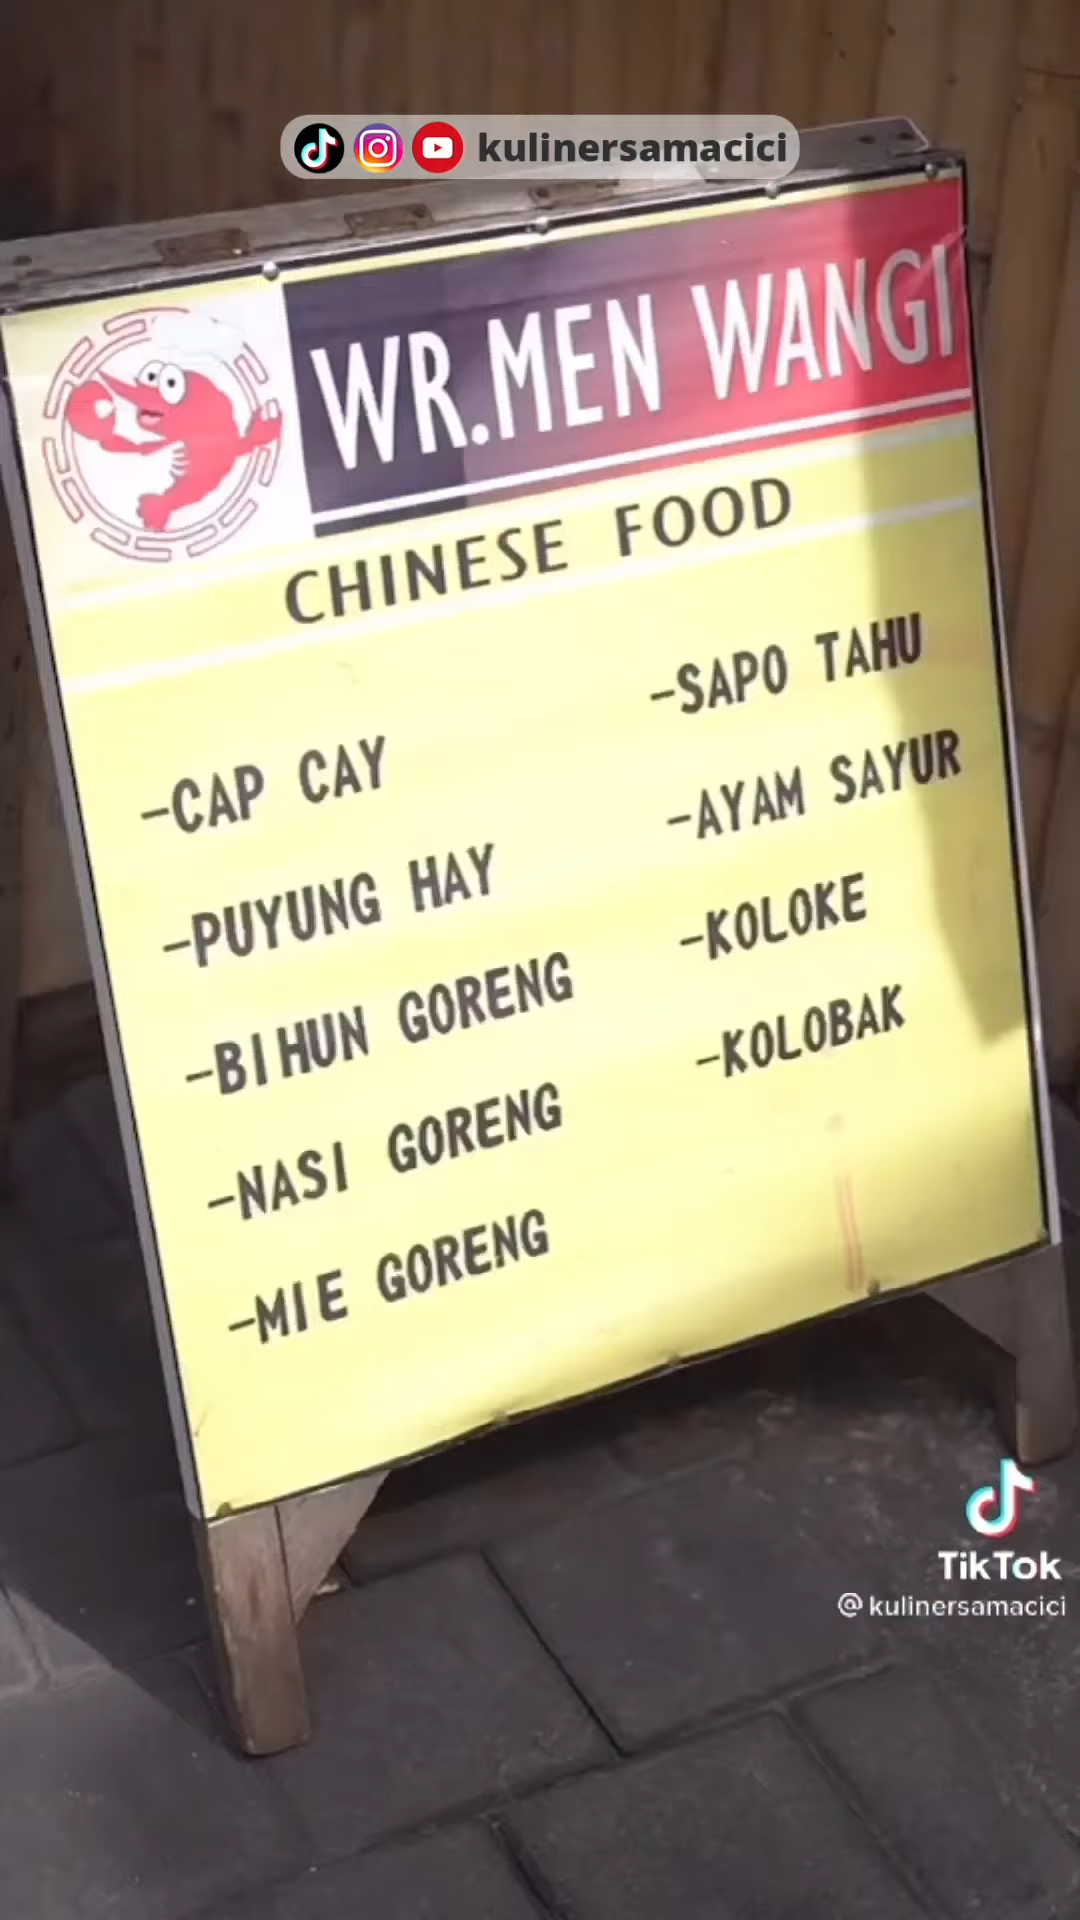 kulinersamacici
WR.MEN WANGI
CHINESE FOOD
-CAP CAY
-PUYUNG HAY
-BIHUN GORENG
-NASI GORENG
-MIE GORENG
-SAPO TAHU
-AYAM SAYUR
-KOLOKE
-KOLOBAK
TikTok
@kulinersamacici